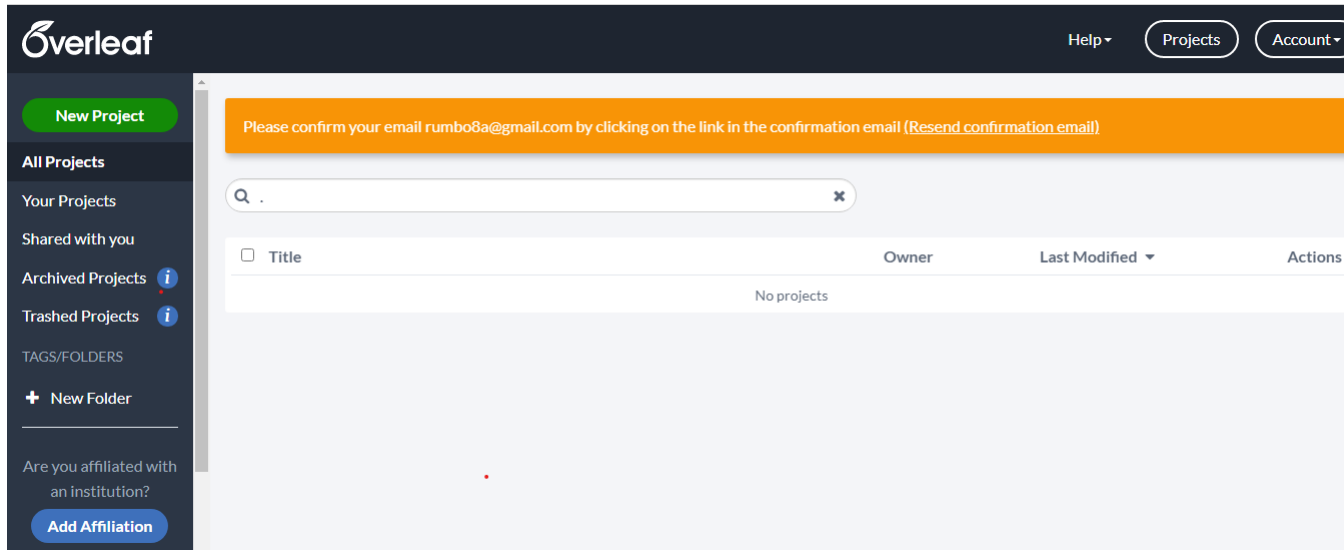 Overleaf
Help
Projects
Account
New Project
All Projects
Your Projects
Shared with you
Archived Projects i
Trashed Projects i
TAGS/FOLDERS
+ New Folder
Are you affiliated with
an institution?
Add Affiliation
Please confirm your email rumbo8a@gmail.com by clicking on the link in the confirmation email (Resend confirmation email)
.
Title Owner Last Modified Actions
No projects